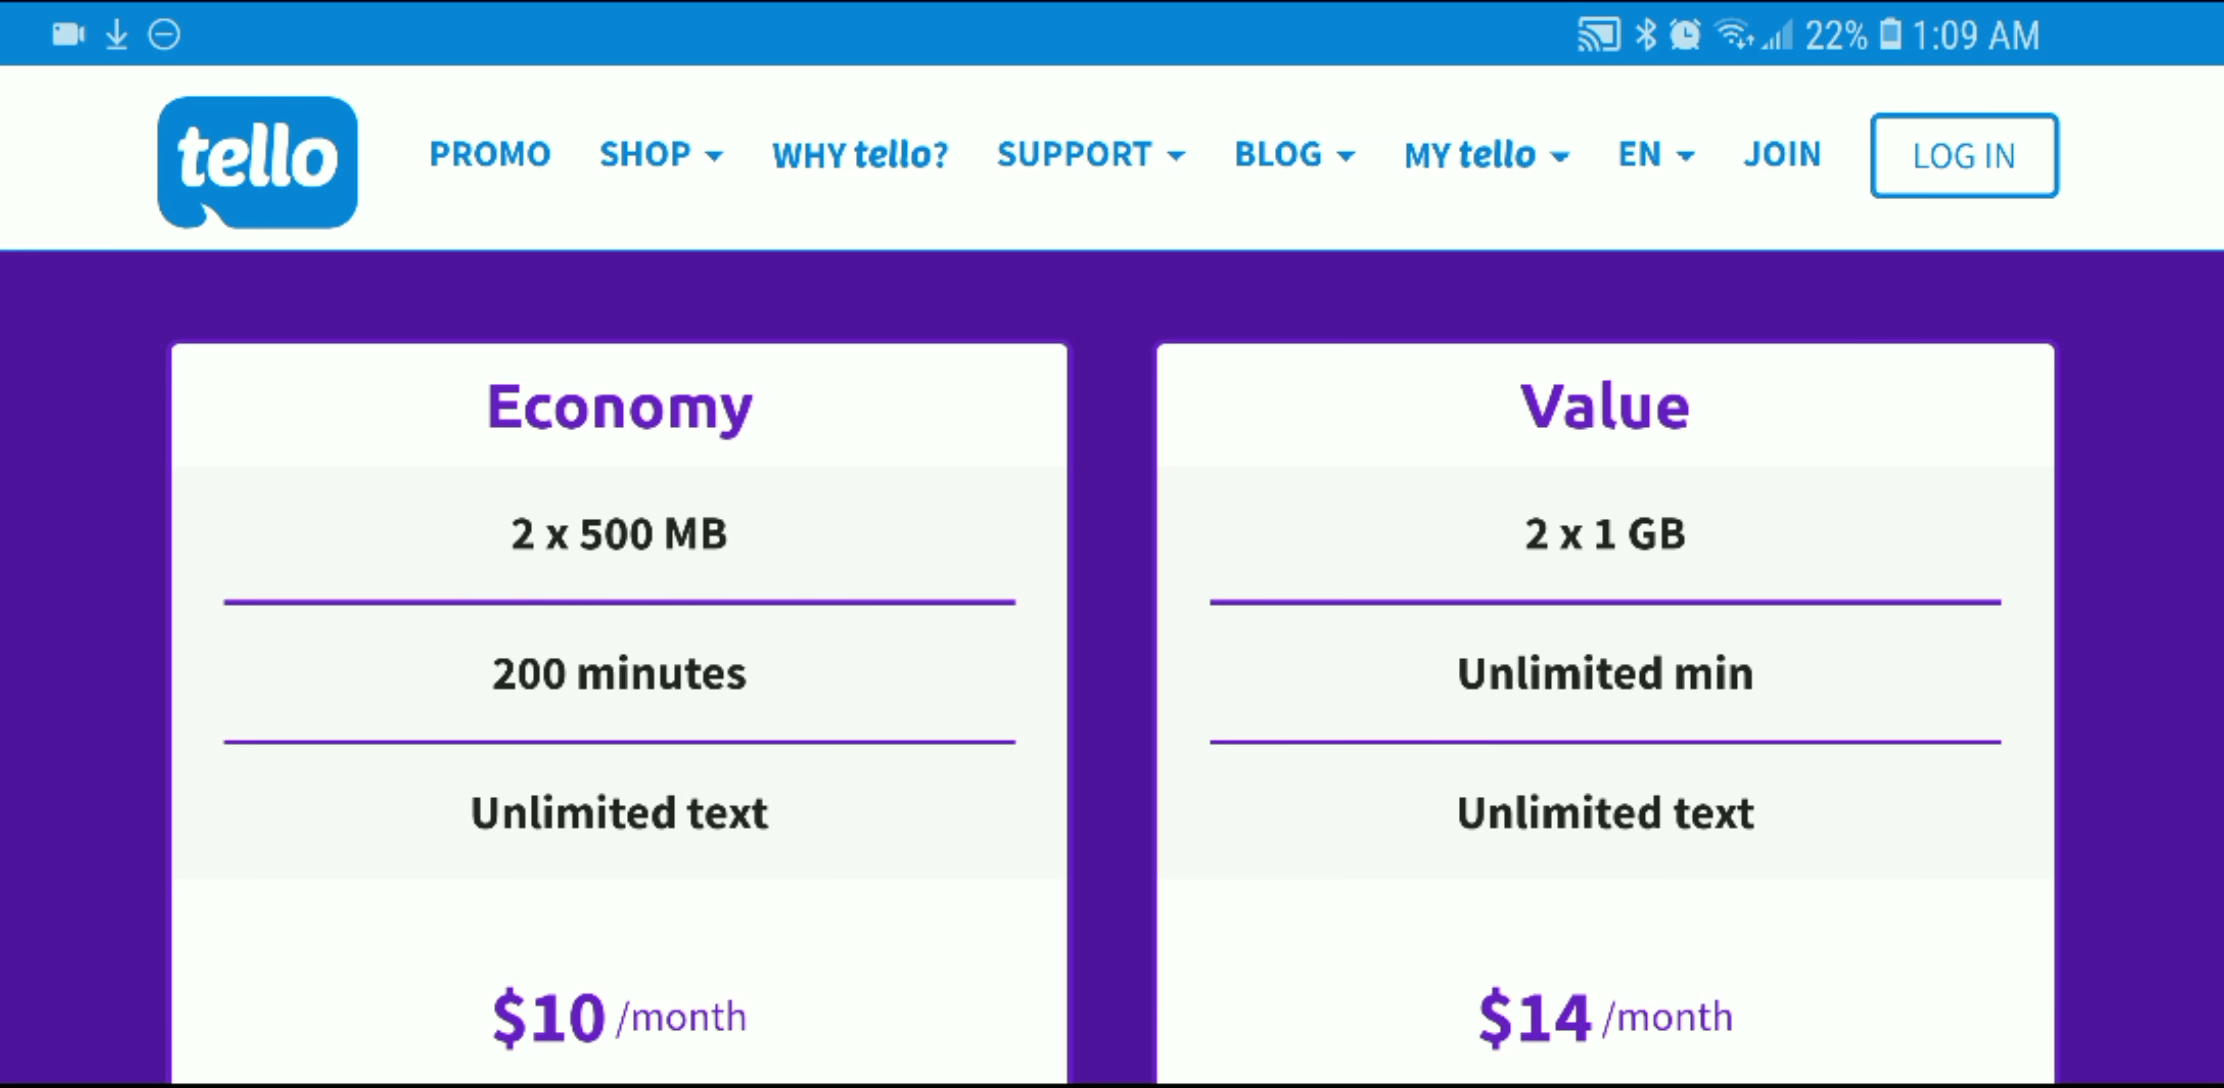 22% 1:09 AM
tello PROMO SHOP WHY tello? SUPPORT BLOG MY tello EN JOIN LOG IN
Economy
2 x 500 MB
200 minutes
Unlimited text
$10 /month
Value
2 x 1 GB
Unlimited min
Unlimited text
$14 /month